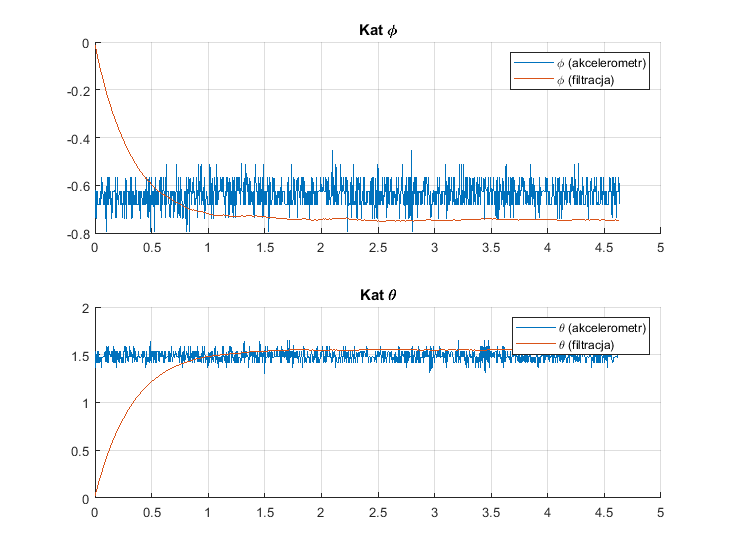 Kat ϕ
0
-0.2
-0.4
-0.6
-0.8
ϕ (akcelerometr)
ϕ (filtracja)
0 0.5 1 1.5 2 2.5 3 3.5 4 4.5 5
Kat θ
2
1.5
1
0.5
0
θ (akcelerometr)
θ (filtracja)
0 0.5 1 1.5 2 2.5 3 3.5 4 4.5 5